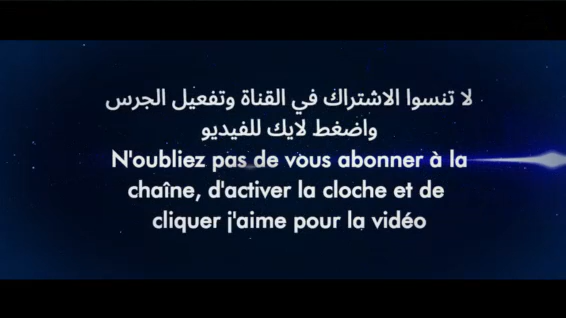 لا تنسوا الاشتراك في القناة وتفعيل الجرس
واضغط لايك للفيديو
N'oubliez pas de vous abonner à la
chaîne, d'activer la cloche et de
cliquer j'aime pour la vidéo